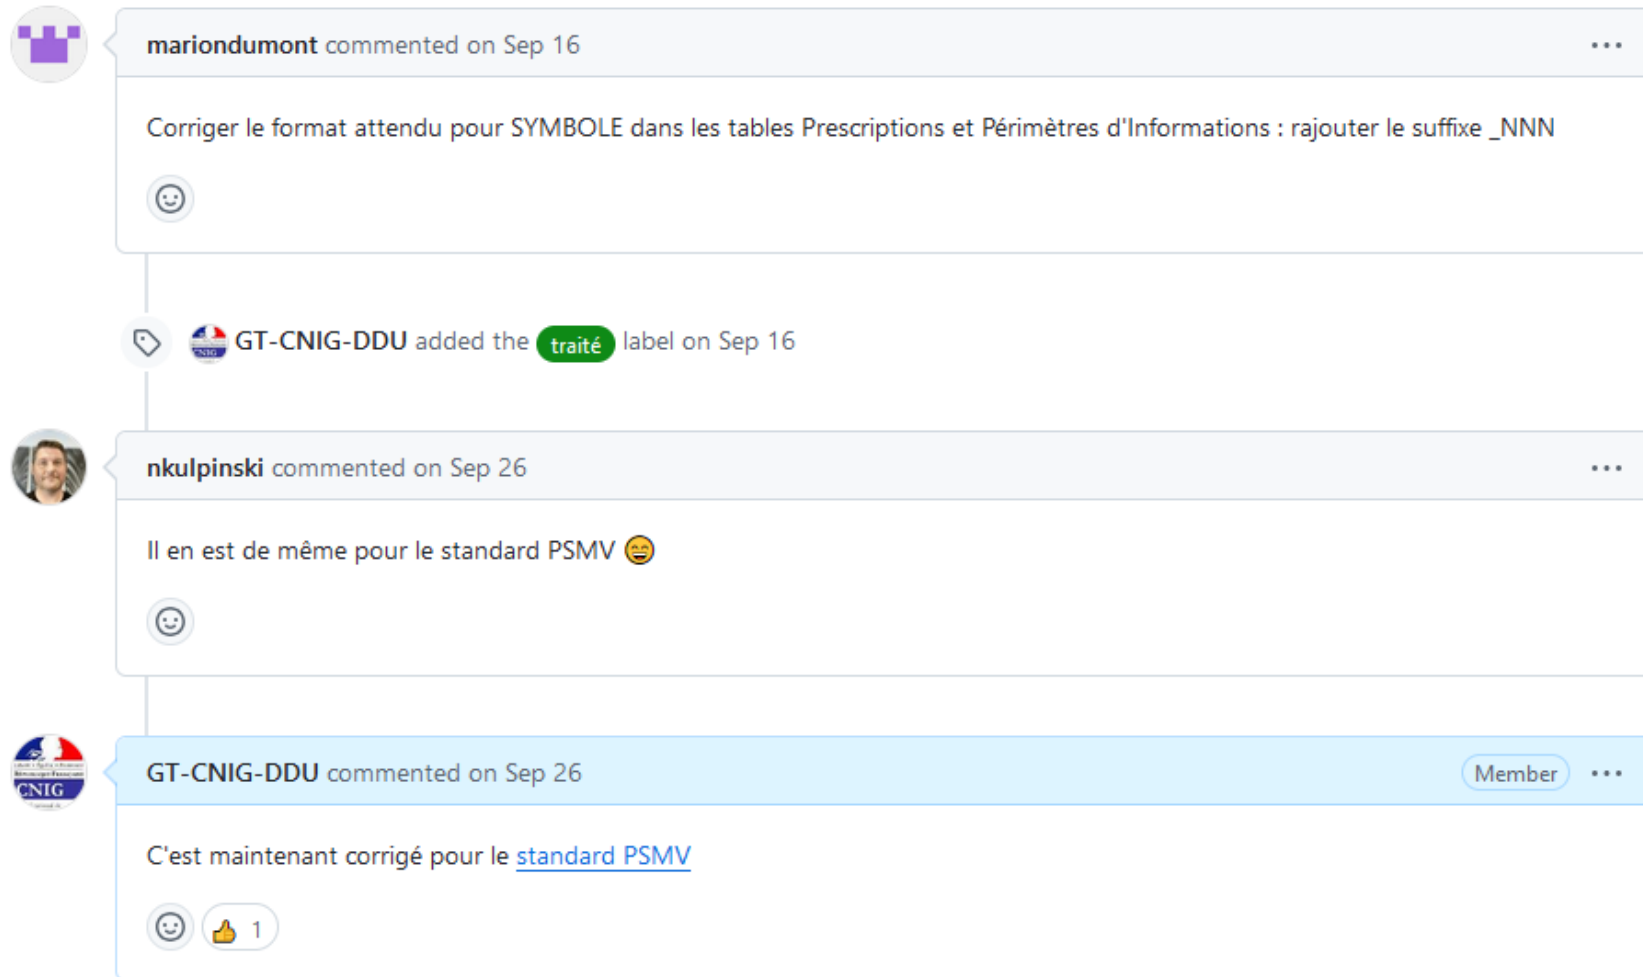 mariondumont commented on Sep 16
Corriger le format attendu pour SYMBOLE dans les tables Prescriptions et Périmètres d'Informations : rajouter le suffixe _NNN
GT-CNIG-DDU added the traité label on Sep 16
nkulpinski commented on Sep 26
Il en est de même pour le standard PSMV 😄
GT-CNIG-DDU commented on Sep 26 Member
CNIG
C'est maintenant corrigé pour le standard PSMV
👍 1